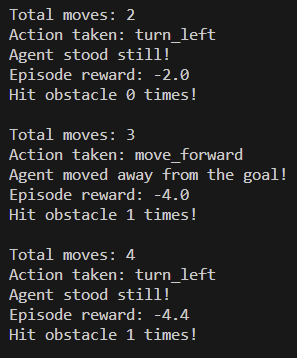 Total moves: 2
Action taken: turn_left
Agent stood still!
Episode reward: -2.0
Hit obstacle 0 times!
Total moves: 3
Action taken: move_forward
Agent moved away from the goal!
Episode reward: -4.0
Hit obstacle 1 times!
Total moves: 4
Action taken: turn_left
Agent stood still!
Episode reward: -4.4
Hit obstacle 1 times!